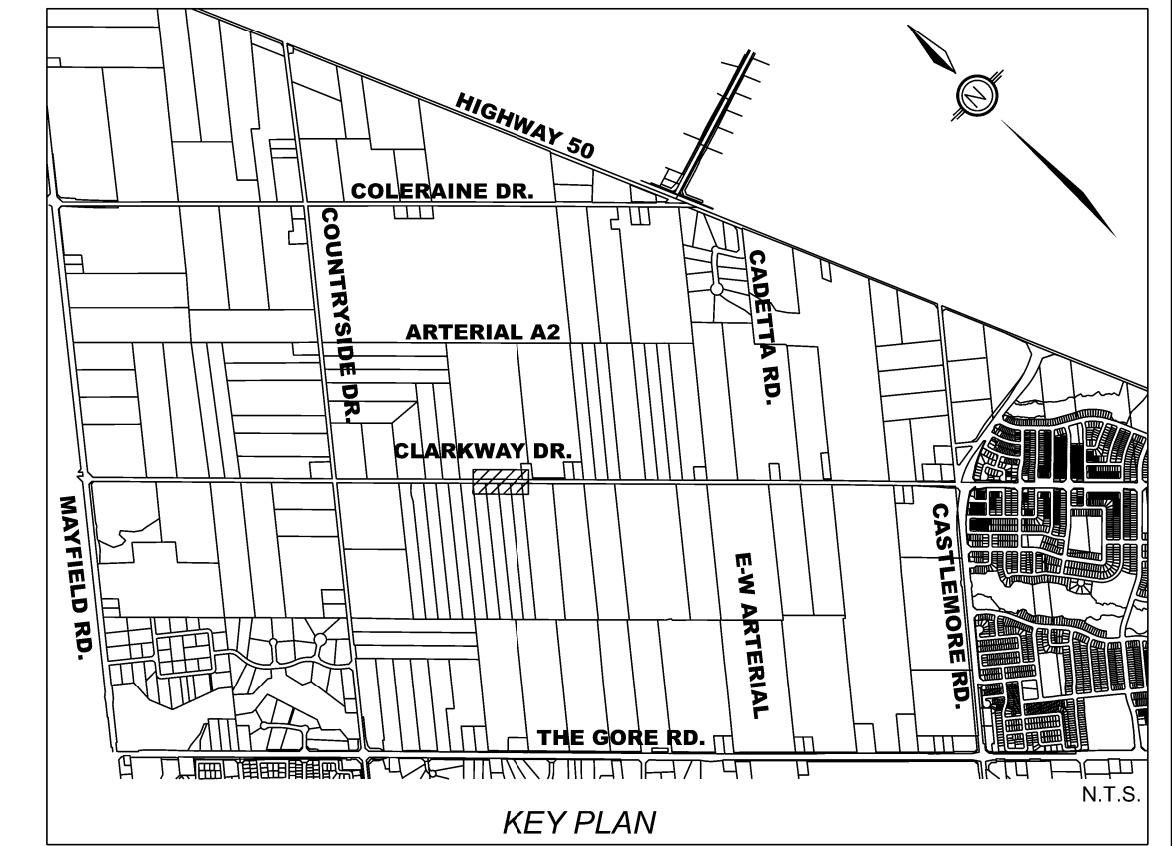 N
HIGHWAY 50
COLERAINE DR.
COUNTRYSIDE DR.
CADETTA RD.
ARTERIAL A2
CLARKWAY DR.
MAYFIELD RD.
E-W ARTERIAL
CASTLEMORE RD.
THE GORE RD.
N.T.S.
KEY PLAN